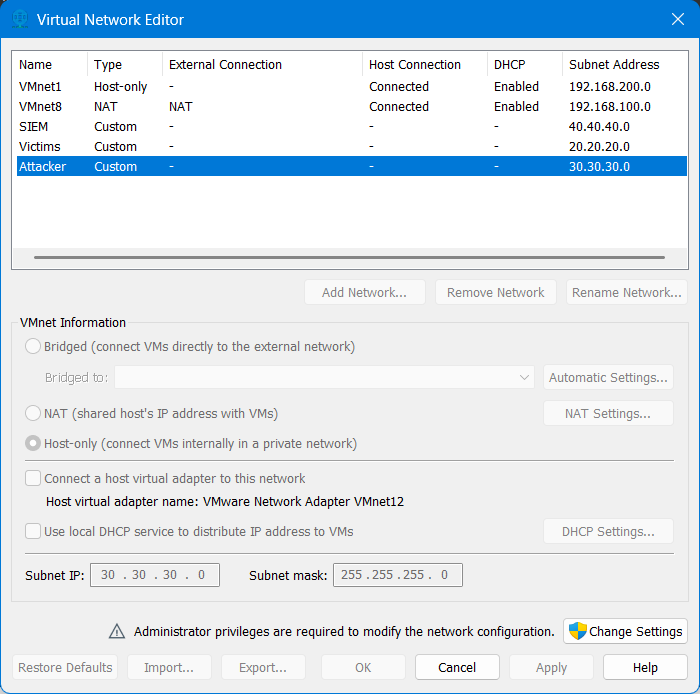 Virtual Network Editor
Name Type External Connection Host Connection DHCP Subnet Address
VMnet1 Host-only - Connected Enabled 192.168.200.0
VMnet8 NAT NAT Connected Enabled 192.168.100.0
SIEM Custom - - - 40.40.40.0
Victims Custom - - - 20.20.20.0
Attacker Custom - - - 30.30.30.0
Add Network... Remove Network Rename Network...
VMnet Information
Bridged (connect VMs directly to the external network)
Bridged to: Automatic Settings...
NAT (shared host's IP address with VMs) NAT Settings...
Host-only (connect VMs internally in a private network)
Connect a host virtual adapter to this network
Host virtual adapter name: VMware Network Adapter VMnet12
Use local DHCP service to distribute IP address to VMs DHCP Settings...
Subnet IP: 30 . 30 . 30 . 0 Subnet mask: 255 . 255 . 255 . 0
Administrator privileges are required to modify the network configuration. Change Settings
Restore Defaults Import... Export... OK Cancel Apply Help